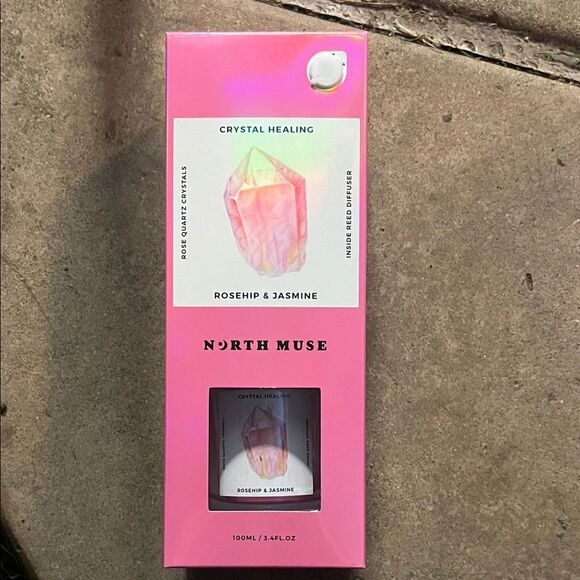 CRYSTAL HEALING
ROSE QUARTZ CRYSTALS
INSIDE REED DIFFUSER
ROSEHIP & JASMINE
NORTH MUSE
CRYSTAL HEALING
ROSEHIP & JASMINE
100ML / 3.4FL.OZ